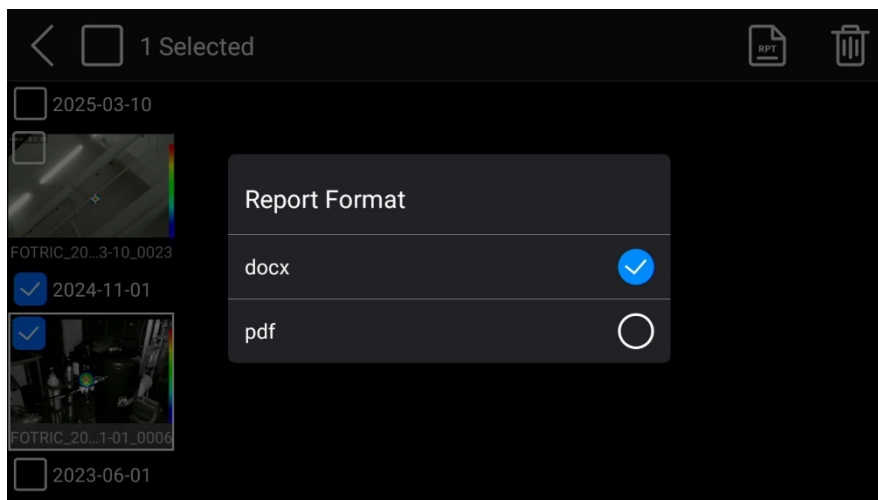 1 Selected
RPT
2025-03-10
FOTRIC_20...3-10_0023
2024-11-01
FOTRIC_20...1-01_0006
2023-06-01
Report Format
docx
pdf